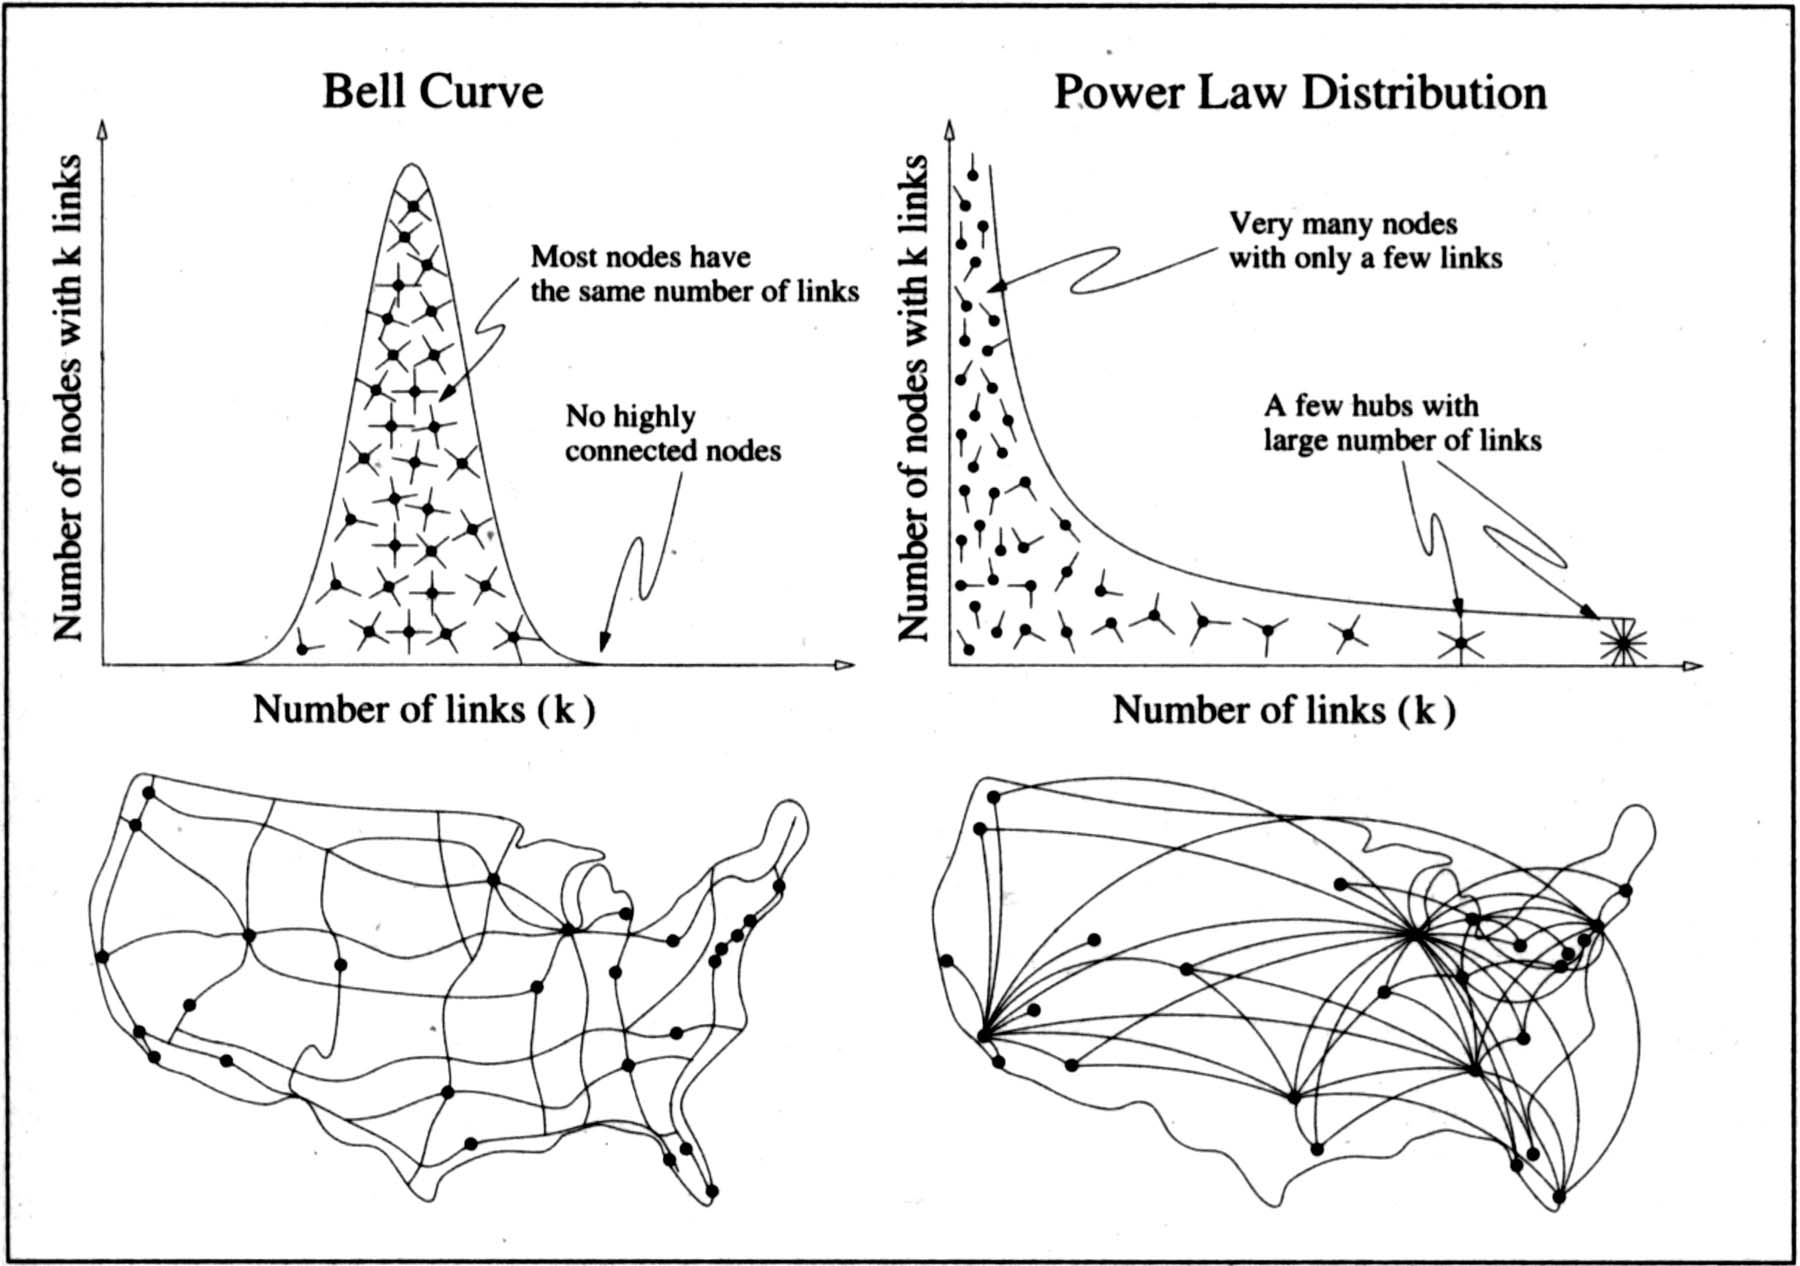 Bell Curve
Number of nodes with k links
Most nodes have
the same number of links
No highly
connected nodes
Number of links (k)
Power Law Distribution
Number of nodes with k links
Very many nodes
with only a few links
A few hubs with
large number of links
Number of links (k)